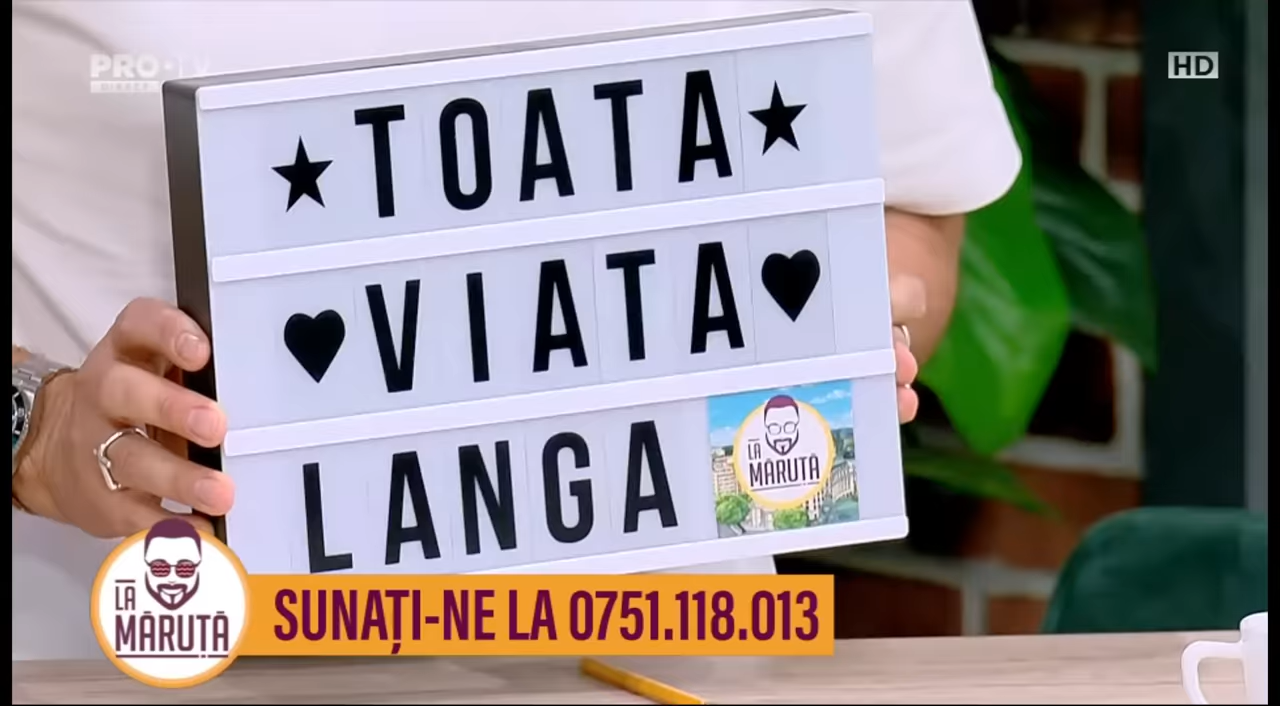 PRO•TV
HD
TOATA
VIATA
LANGA
LA
MĂRUȚĂ
LA
MĂRUȚĂ
SUNAȚI-NE LA 0751.118.013